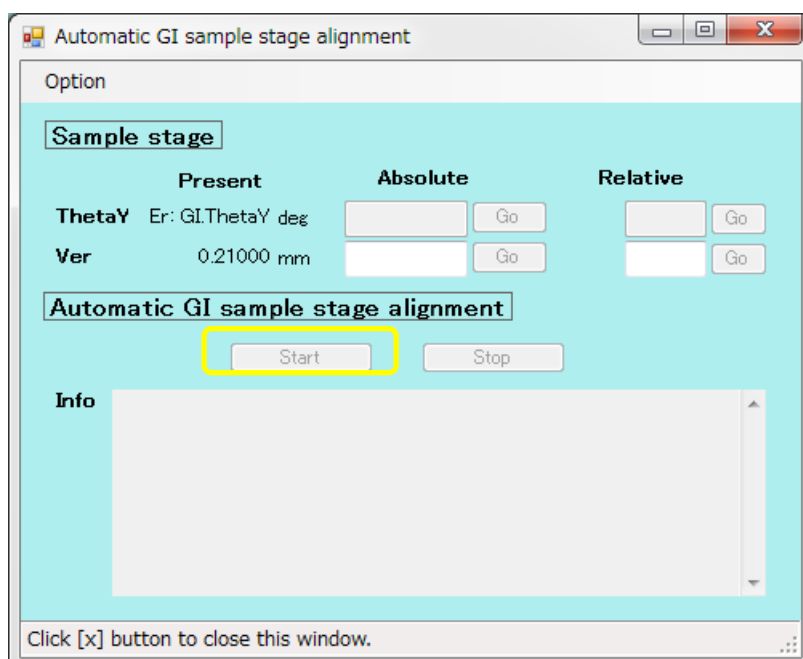 Automatic GI sample stage alignment
Option
Sample stage
Present Absolute Relative
ThetaY Er: GI.ThetaY deg Go Go
Ver 0.21000 mm Go Go
Automatic GI sample stage alignment
Start Stop
Info
Click [x] button to close this window.